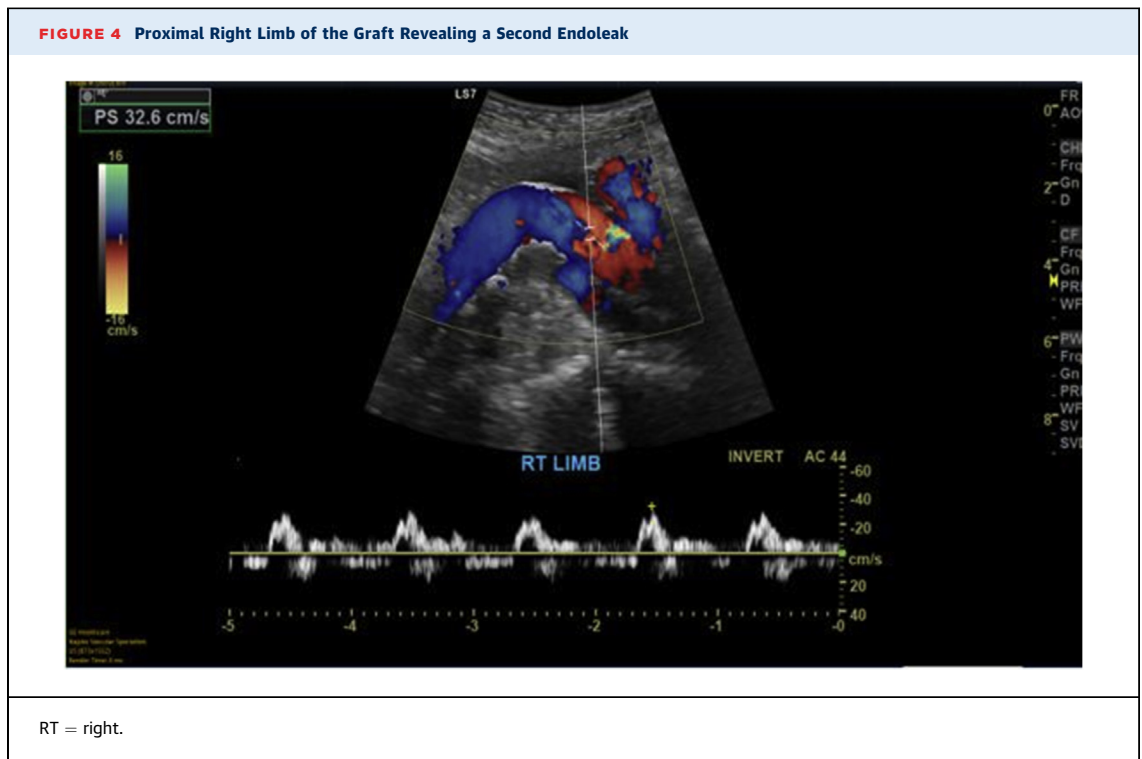 FIGURE 4 Proximal Right Limb of the Graft Revealing a Second Endoleak
PS 32.6 cm/s
LS7
16
-16
cm/s
0
2
4
6
8
FR
AO
CHI
Frq
Gn
D
CF
Frq
Gn
PRI
WF
PW
Frq
Gn
PRI
WF
SV
SVI
RT LIMB
INVERT AC 44
-60
-40
-20
cm/s
20
40
-5 -4 -3 -2 -1 -0
RT = right.